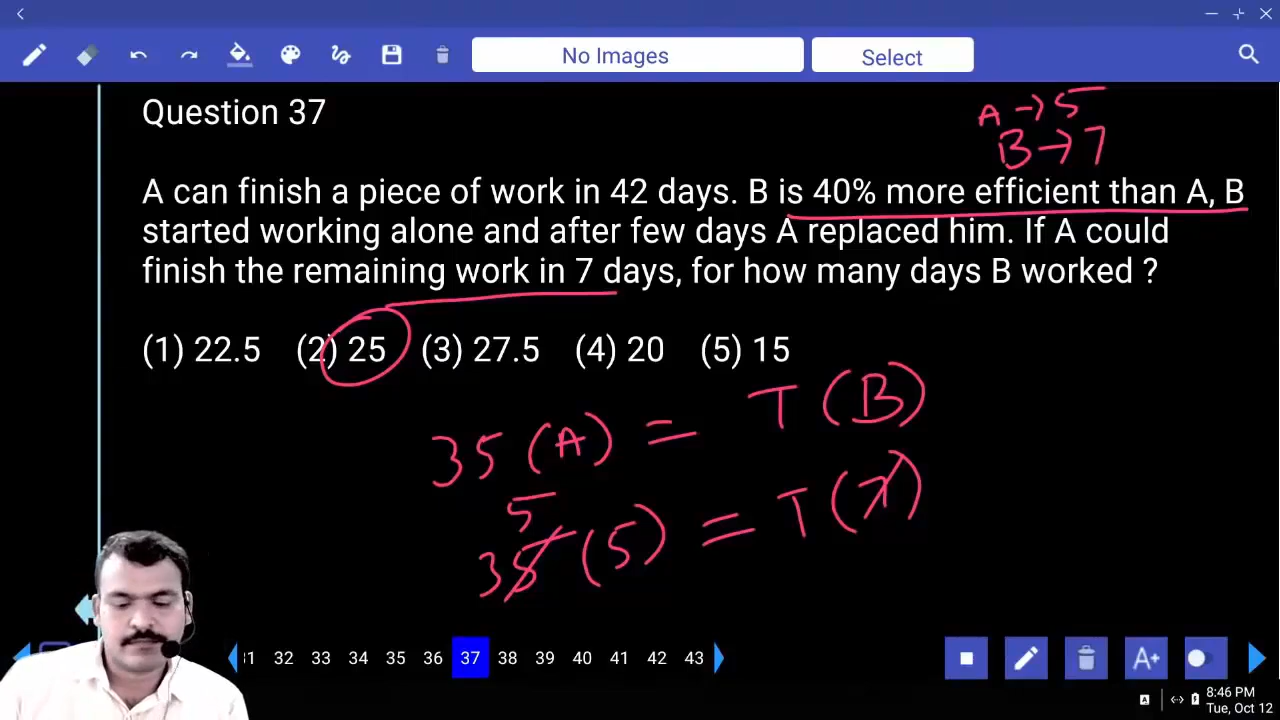 No Images
Select
Question 37
A → 5
B → 7
A can finish a piece of work in 42 days. B is 40% more efficient than A, B
started working alone and after few days A replaced him. If A could
finish the remaining work in 7 days, for how many days B worked ?
(1) 22.5 (2) 25 (3) 27.5 (4) 20 (5) 15
35 (A) = T (B)
5
35 (5) = T (7)
31 32 33 34 35 36 37 38 39 40 41 42 43
A+
A
8:46 PM
Tue, Oct 12